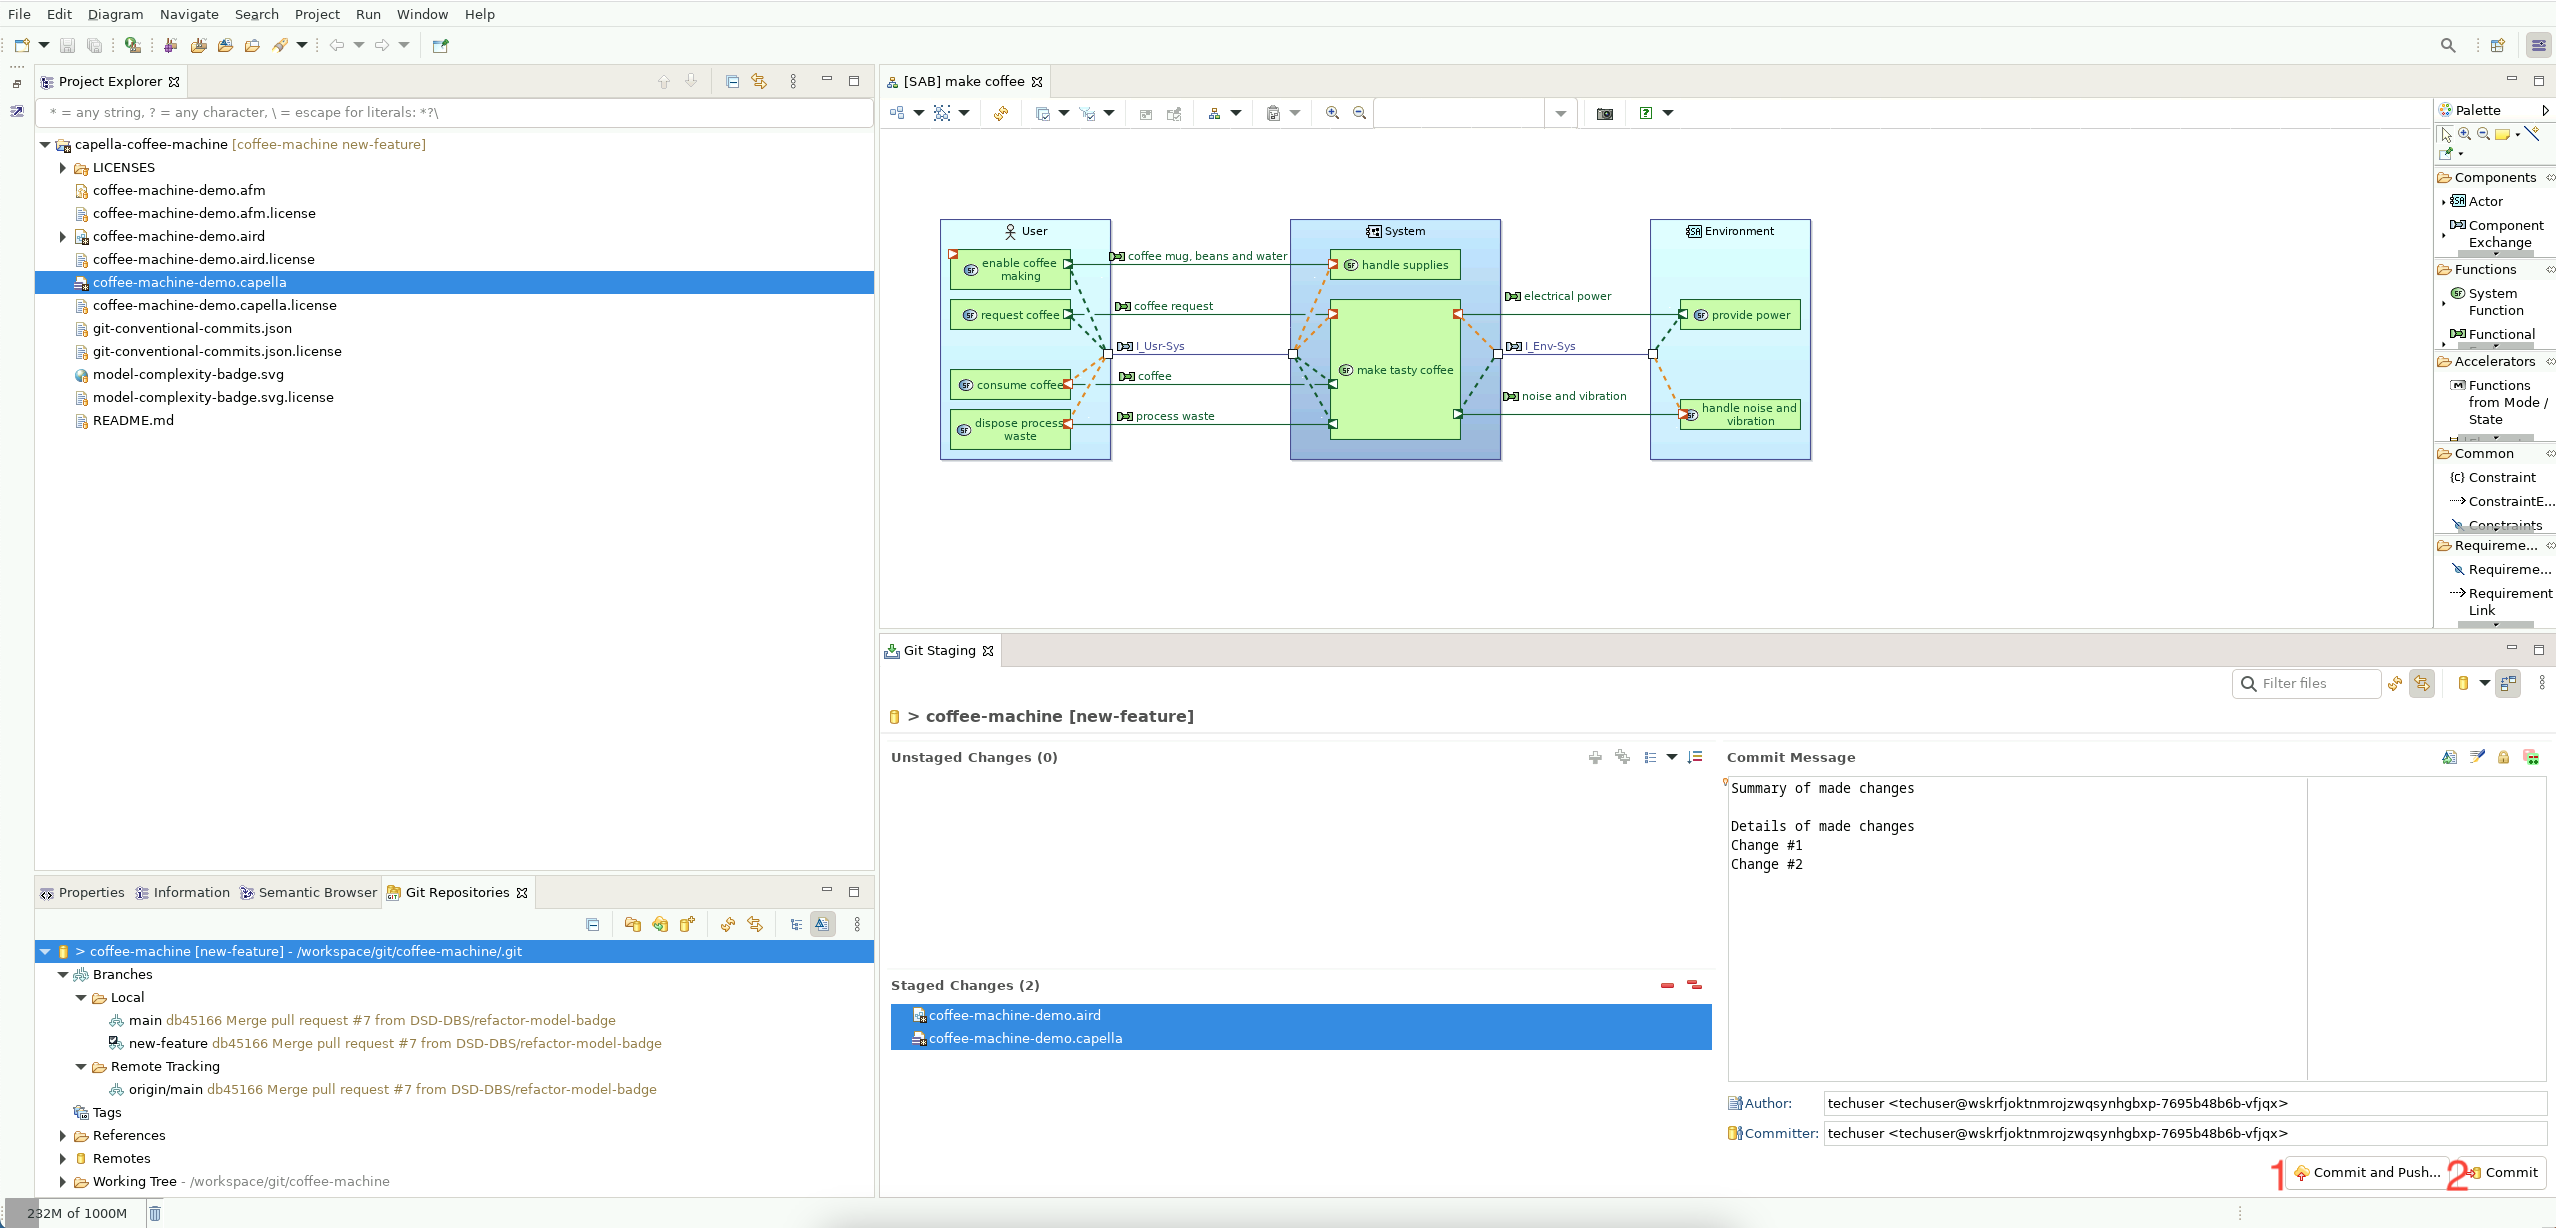 File Edit Diagram Navigate Search Project Run Window Help
Project Explorer
* = any string, ? = any character, \ = escape for literals: *?\
capella-coffee-machine [coffee-machine new-feature]
LICENSES
coffee-machine-demo.afm
coffee-machine-demo.afm.license
coffee-machine-demo.aird
coffee-machine-demo.aird.license
coffee-machine-demo.capella
coffee-machine-demo.capella.license
git-conventional-commits.json
git-conventional-commits.json.license
model-complexity-badge.svg
model-complexity-badge.svg.license
README.md
Properties Information Semantic Browser Git Repositories
> coffee-machine [new-feature] - /workspace/git/coffee-machine/.git
Branches
Local
main db45166 Merge pull request #7 from DSD-DBS/refactor-model-badge
new-feature db45166 Merge pull request #7 from DSD-DBS/refactor-model-badge
Remote Tracking
origin/main db45166 Merge pull request #7 from DSD-DBS/refactor-model-badge
Tags
References
Remotes
Working Tree - /workspace/git/coffee-machine
232M of 1000M
[SAB] make coffee
User
enable coffee
making
request coffee
consume coffee
dispose process
waste
coffee mug, beans and water
coffee request
I_Usr-Sys
coffee
process waste
System
handle supplies
make tasty coffee
electrical power
I_Env-Sys
noise and vibration
Environment
provide power
handle noise and
vibration
Palette
Components
Actor
Component
Exchange
Functions
System
Function
Functional
Accelerators
Functions
from Mode /
State
Common
Constraint
ConstraintE...
Constraints
Requireme...
Requireme...
Requirement
Link
Git Staging
Filter files
> coffee-machine [new-feature]
Unstaged Changes (0)
Staged Changes (2)
coffee-machine-demo.aird
coffee-machine-demo.capella
Commit Message
Summary of made changes
Details of made changes
Change #1
Change #2
Author: techuser <techuser@wskrfjoktnmrojzwqsynhgbxp-7695b48b6b-vfjqx>
Committer: techuser <techuser@wskrfjoktnmrojzwqsynhgbxp-7695b48b6b-vfjqx>
1 Commit and Push... 2 Commit